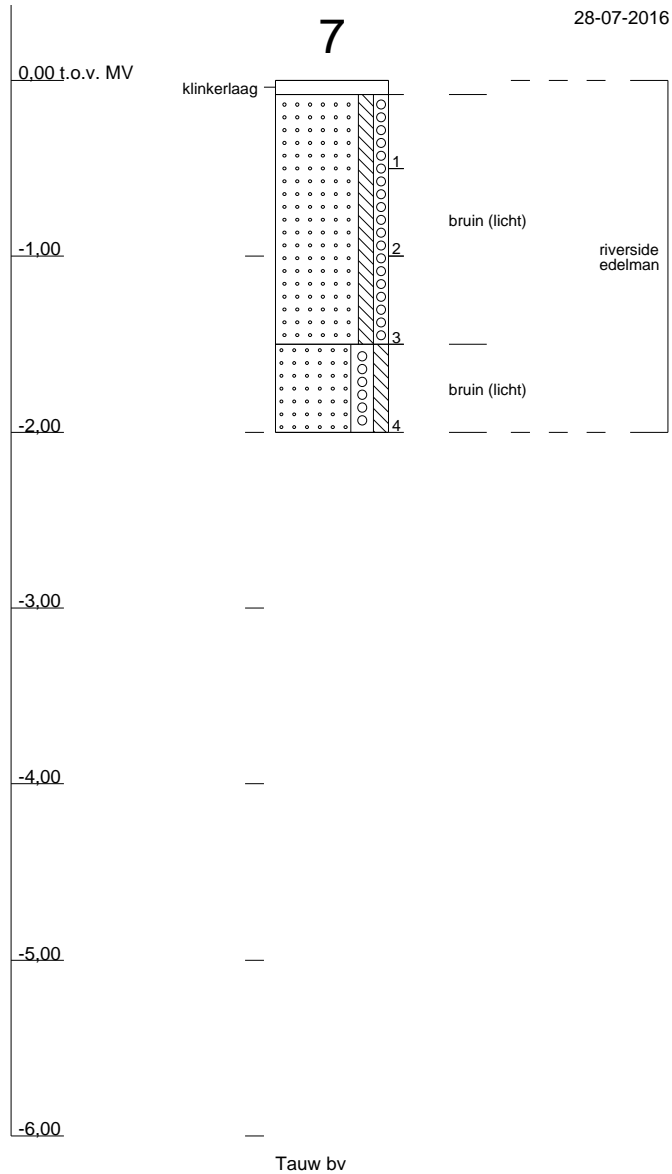 28-07-2016
7
0,00 t.o.v. MV
klinkerlaag
1
bruin (licht)
2
-1,00
riverside
edelman
3
bruin (licht)
4
-2,00
-3,00
-4,00
-5,00
-6,00
Tauw bv